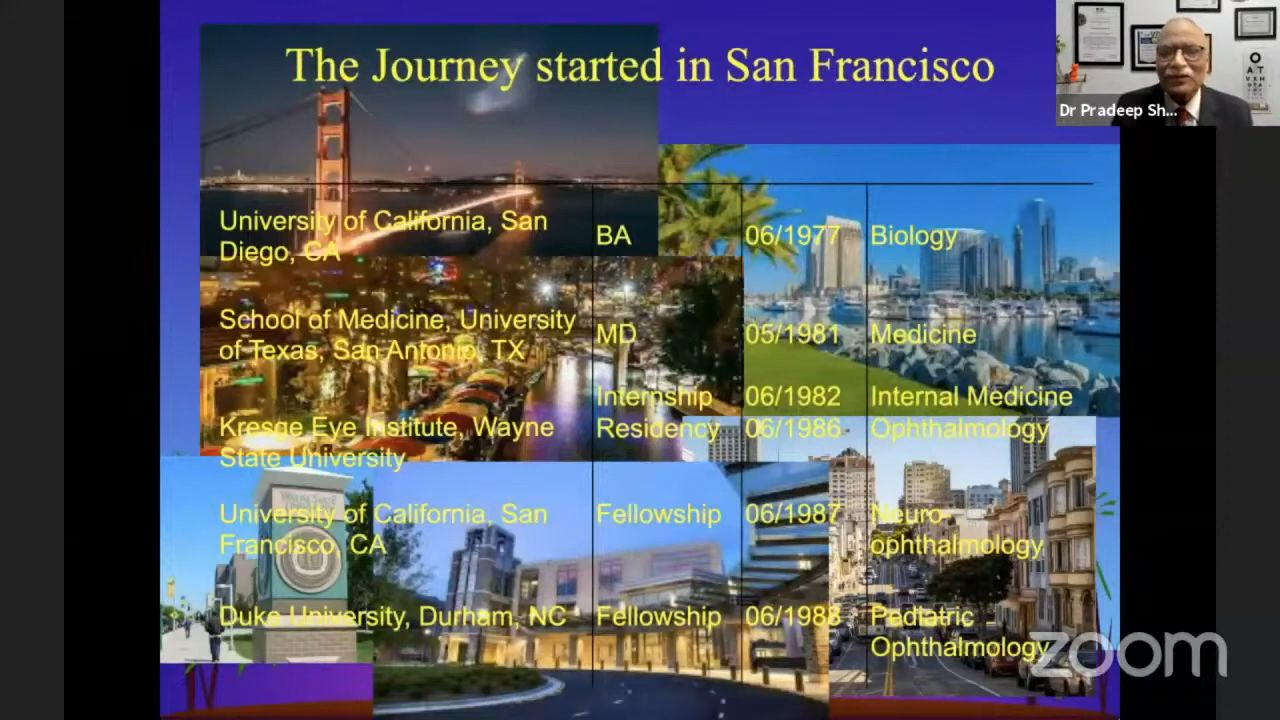 The Journey started in San Francisco
Dr Pradeep Sh...
University of California, San
Diego, CA
BA
06/1977
Biology
School of Medicine, University
of Texas, San Antonio, TX
MD
05/1981
Medicine
Internship
06/1982
Internal Medicine
Kresge Eye Institute, Wayne
State University
Residency
06/1986
Ophthalmology
University of California, San
Francisco, CA
Fellowship
06/1987
Neuro-
ophthalmology
Duke University, Durham, NC
Fellowship
06/1988
Pediatric
Ophthalmology
WAYNE STATE
zoom